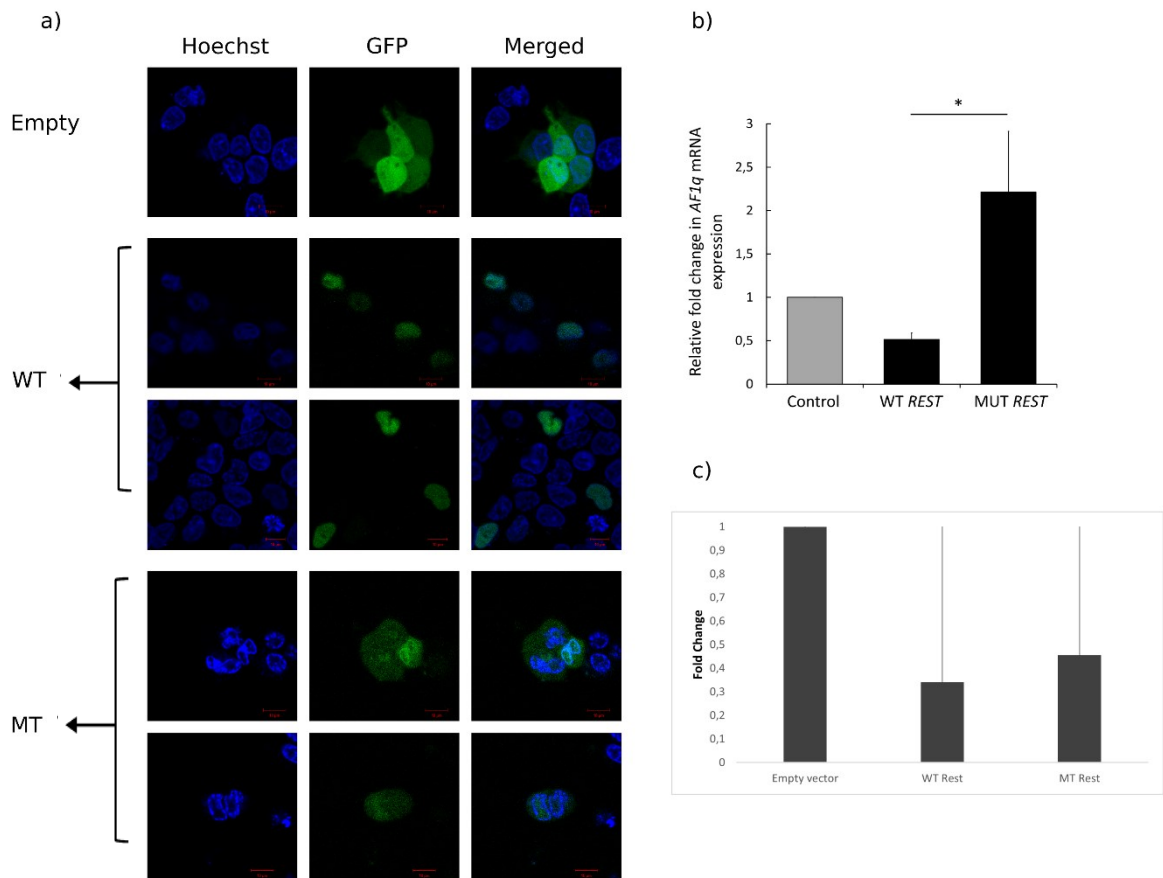 a)
Hoechst GFP Merged
Empty
WT
MT
b)
Relative fold change in AF1q mRNA
expression
3
2,5
2
1,5
1
0,5
0
*
Control WT REST MUT REST
c)
Fold Change
1
0,9
0,8
0,7
0,6
0,5
0,4
0,3
0,2
0,1
0
Empty vector WT Rest MT Rest